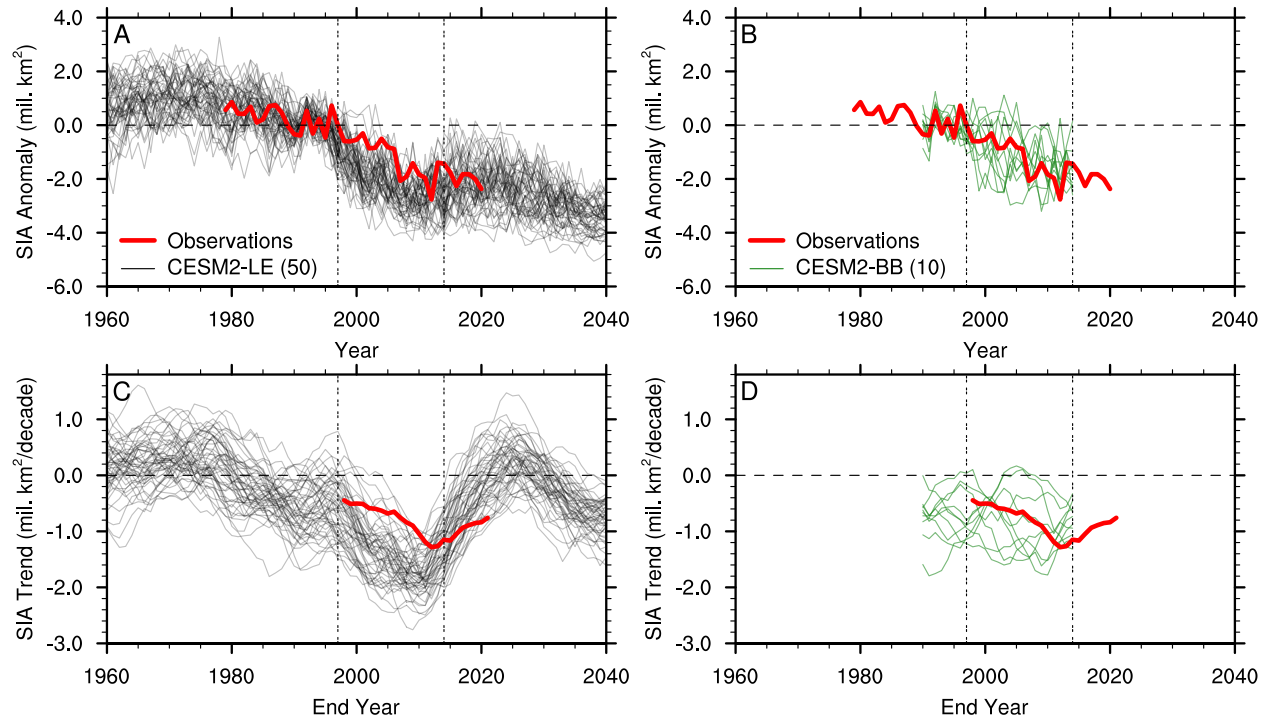 A
SIA Anomaly (mil. km²)
4.0
2.0
0.0
-2.0
-4.0
-6.0
Observations
CESM2-LE (50)
1960 1980 2000 2020 2040
Year
B
SIA Anomaly (mil. km²)
4.0
2.0
0.0
-2.0
-4.0
-6.0
Observations
CESM2-BB (10)
1960 1980 2000 2020 2040
Year
C
SIA Trend (mil. km²/decade)
1.0
0.0
-1.0
-2.0
-3.0
1960 1980 2000 2020 2040
End Year
D
SIA Trend (mil. km²/decade)
1.0
0.0
-1.0
-2.0
-3.0
1960 1980 2000 2020 2040
End Year